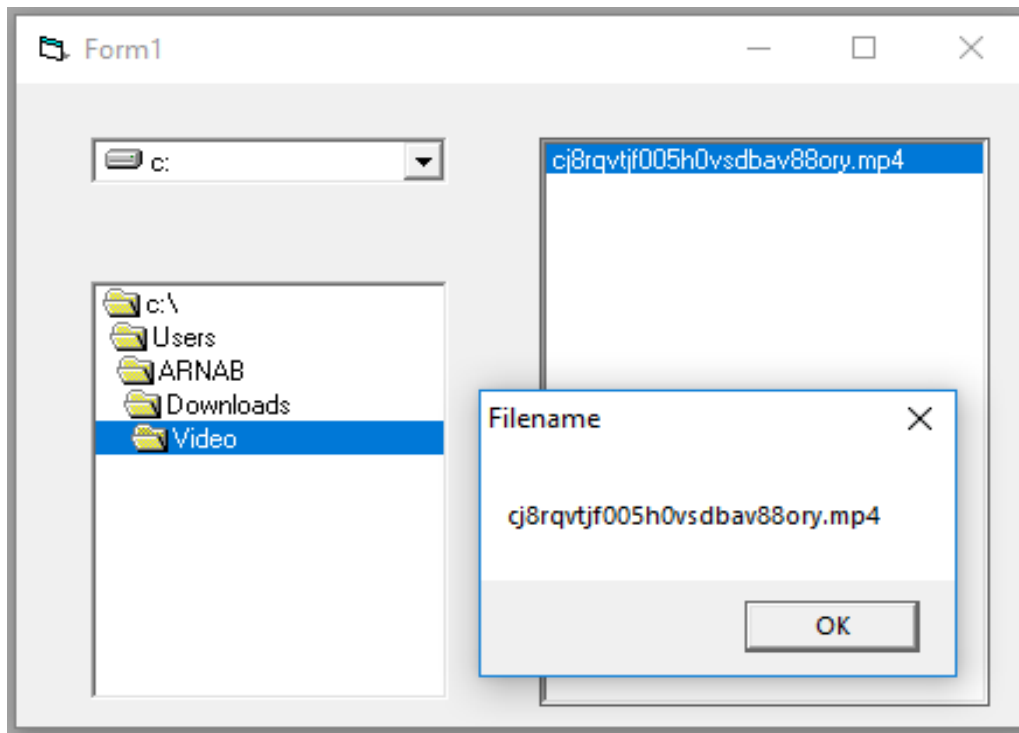 Form1
c:
cj8rqvtjf005h0vsdbav88ory.mp4
c:\
Users
ARNAB
Downloads
Video
Filename
cj8rqvtjf005h0vsdbav88ory.mp4
OK